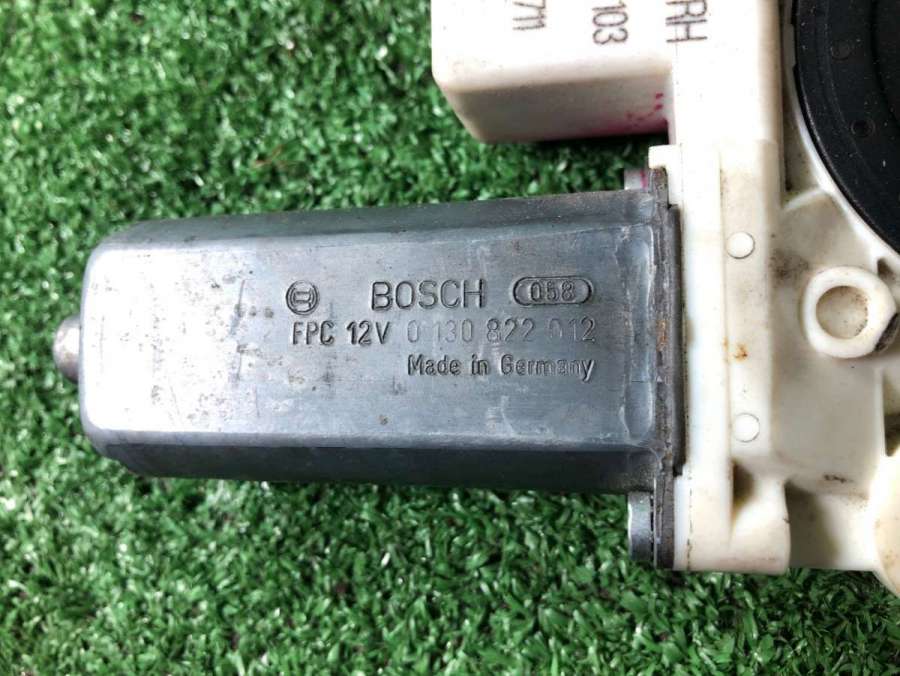 RH
103
711
BOSCH 058
FPC 12V 0 130 822 012
Made in Germany